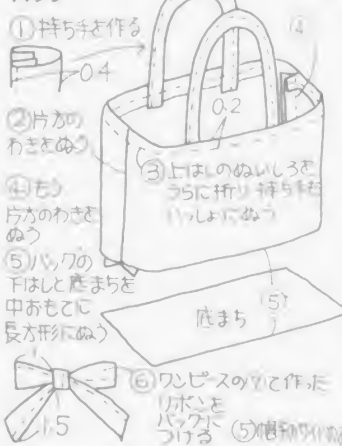 ①持ち手を作る
0.4
④
0.2
②片方の
わきをぬう
③上はしのぬいしろを
うらに折り持ち手も
いっしょにぬう
④もう
片方のわきを
ぬう
⑤バッグの
下はしと底まちを
中おもてに
長方形にぬう
⑤
底まち
1.5
⑥ワンピースの で作った
リボンを
バッグに
つける
⑤